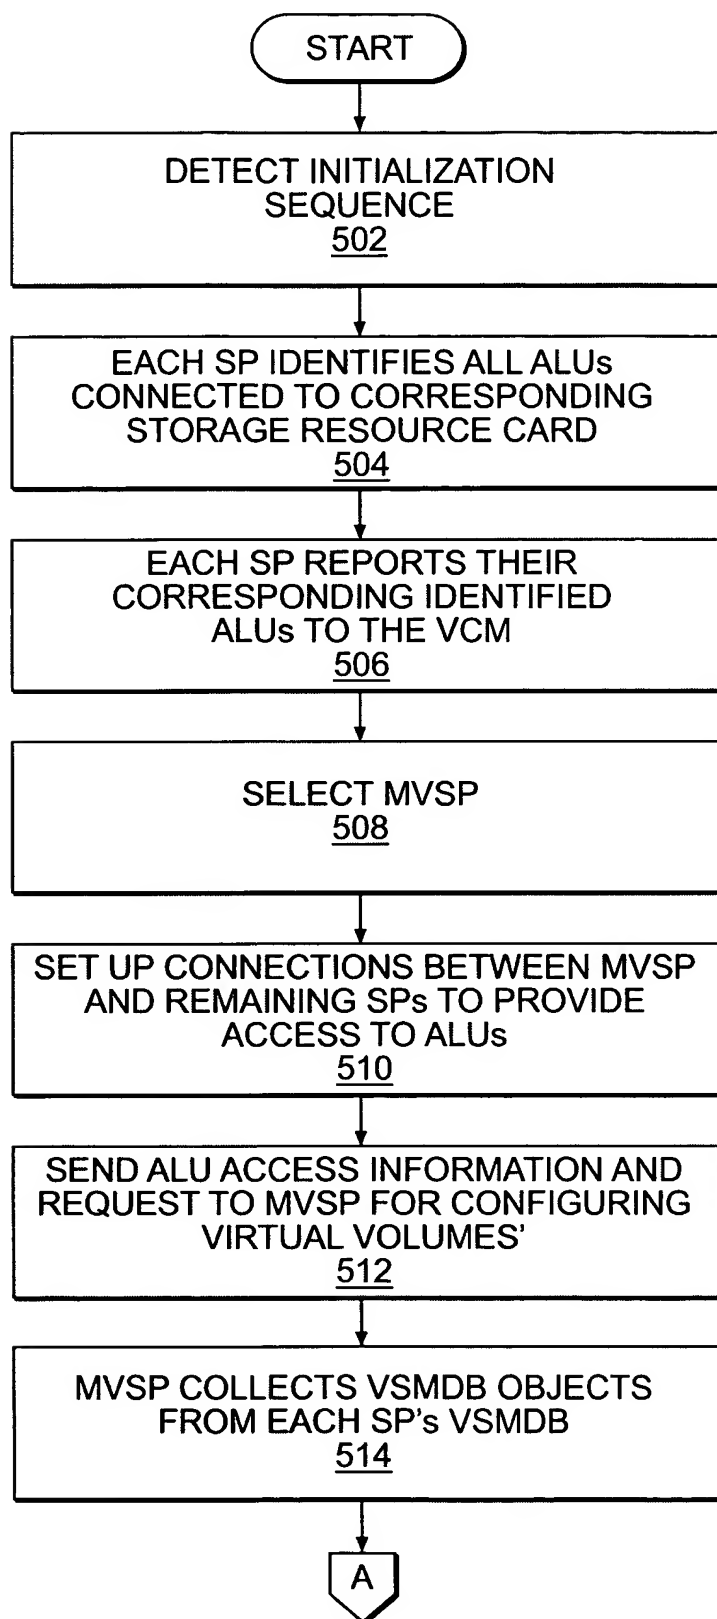 START
DETECT INITIALIZATION
SEQUENCE
502
EACH SP IDENTIFIES ALL ALUs
CONNECTED TO CORRESPONDING
STORAGE RESOURCE CARD
504
EACH SP REPORTS THEIR
CORRESPONDING IDENTIFIED
ALUs TO THE VCM
506
SELECT MVSP
508
SET UP CONNECTIONS BETWEEN MVSP
AND REMAINING SPs TO PROVIDE
ACCESS TO ALUs
510
SEND ALU ACCESS INFORMATION AND
REQUEST TO MVSP FOR CONFIGURING
VIRTUAL VOLUMES'
512
MVSP COLLECTS VSMDB OBJECTS
FROM EACH SP's VSMDB
514
A